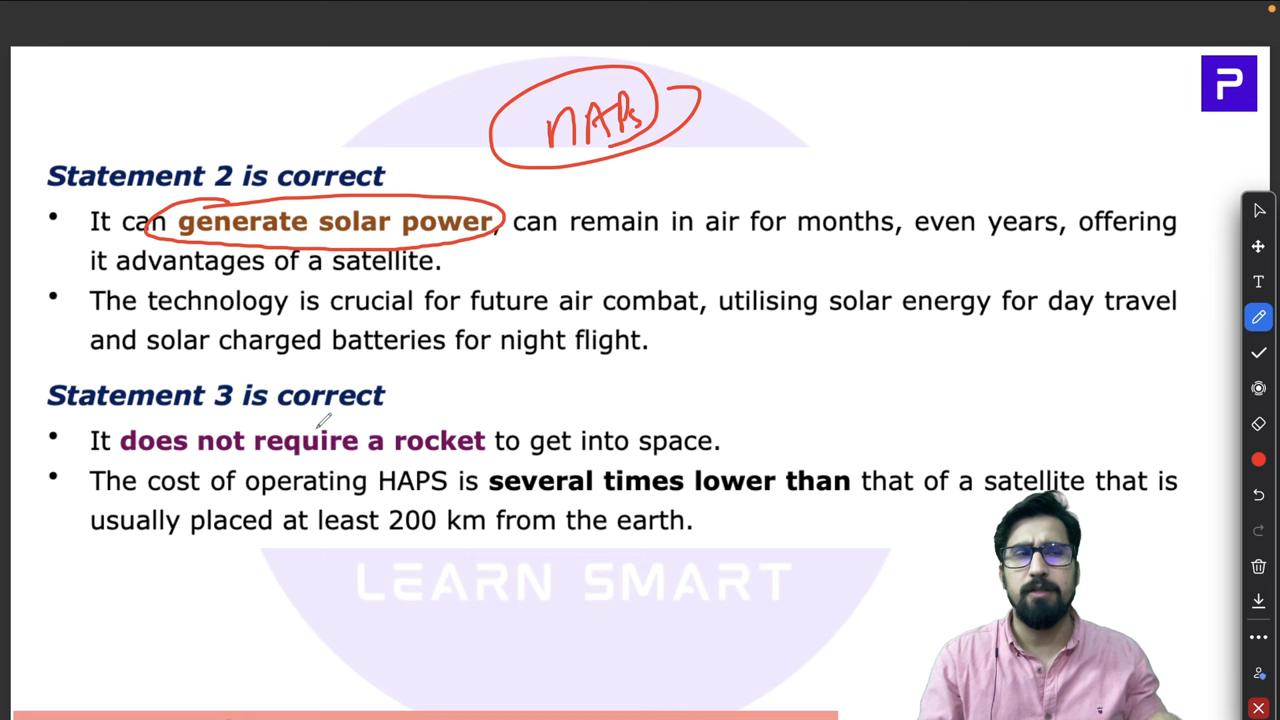 P
nAPs
Statement 2 is correct
• It can generate solar power, can remain in air for months, even years, offering
it advantages of a satellite.
• The technology is crucial for future air combat, utilising solar energy for day travel
and solar charged batteries for night flight.
Statement 3 is correct
• It does not require a rocket to get into space.
• The cost of operating HAPS is several times lower than that of a satellite that is
usually placed at least 200 km from the earth.
LEARN SMART
T